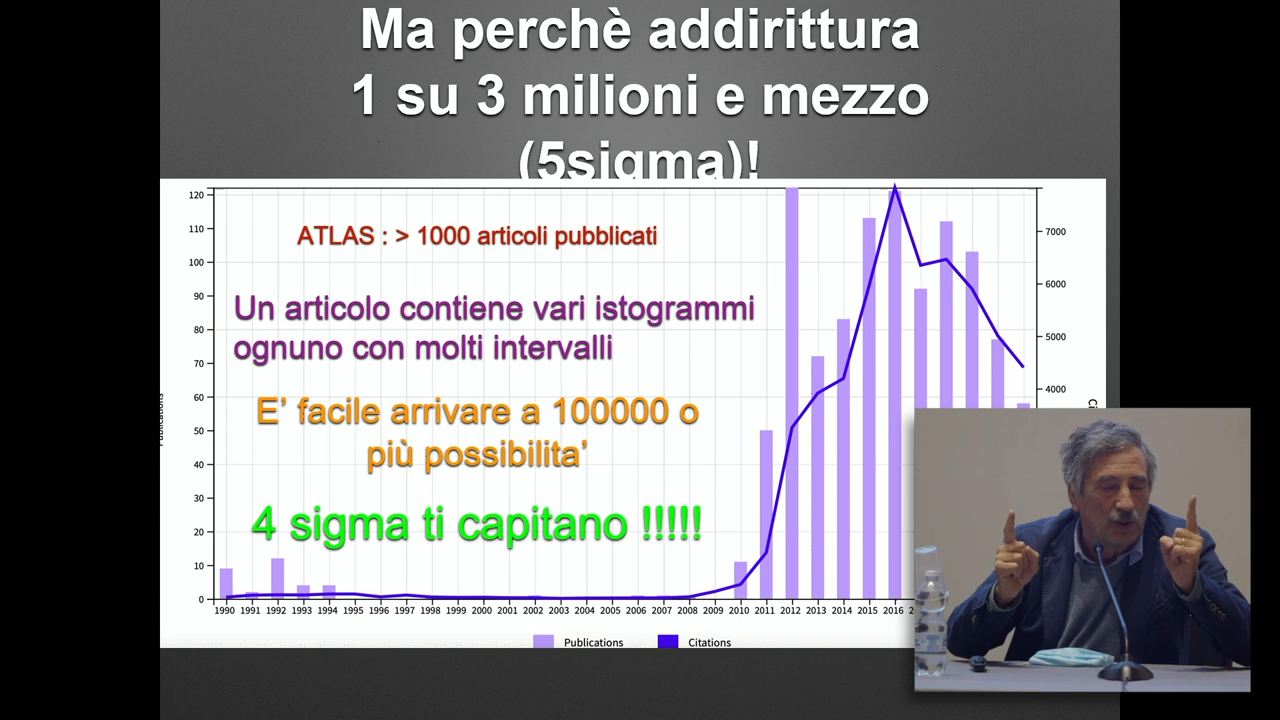 Ma perchè addirittura
1 su 3 milioni e mezzo
(5sigma)!
ATLAS : > 1000 articoli pubblicati
Un articolo contiene vari istogrammi
ognuno con molti intervalli
E’ facile arrivare a 100000 o
più possibilita’
4 sigma ti capitano !!!!!
120
110
100
90
80
70
60
50
40
30
20
10
0
7000
6000
5000
4000
1990 1991 1992 1993 1994 1995 1996 1997 1998 1999 2000 2001 2002 2003 2004 2005 2006 2007 2008 2009 2010 2011 2012 2013 2014 2015 2016
Publications Citations